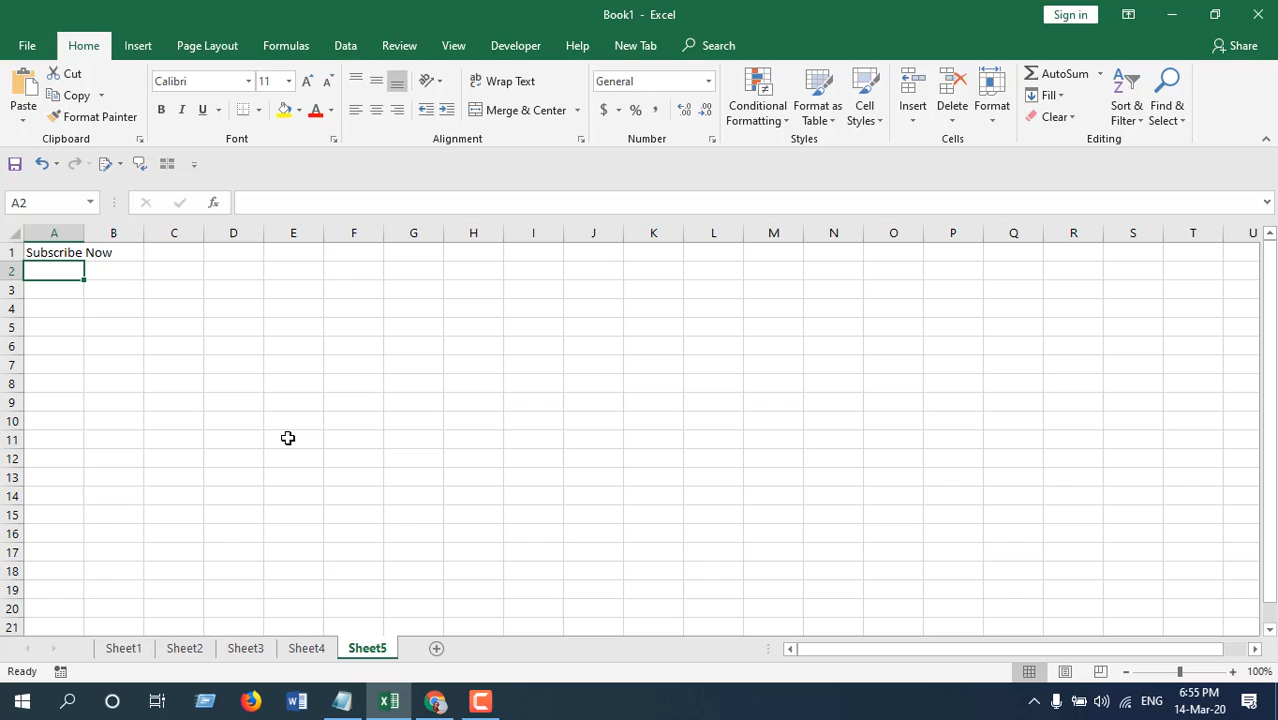 Book1 - Excel
Sign in
File Home Insert Page Layout Formulas Data Review View Developer Help New Tab Search Share
Paste
Cut
Copy
Format Painter
Clipboard
Calibri 11
B I U A
Font
Wrap Text
Merge & Center
Alignment
General
$ % ,
Number
Conditional Formatting
Format as Table
Cell Styles
Styles
Insert Delete Format
Cells
AutoSum
Fill
Clear
Sort & Filter
Find & Select
Editing
A2 fx
A B C D E F G H I J K L M N O P Q R S T U
1 Subscribe Now
2
3
4
5
6
7
8
9
10
11
12
13
14
15
16
17
18
19
20
21
Sheet1 Sheet2 Sheet3 Sheet4 Sheet5
Ready 100%
ENG 6:55 PM
14-Mar-20